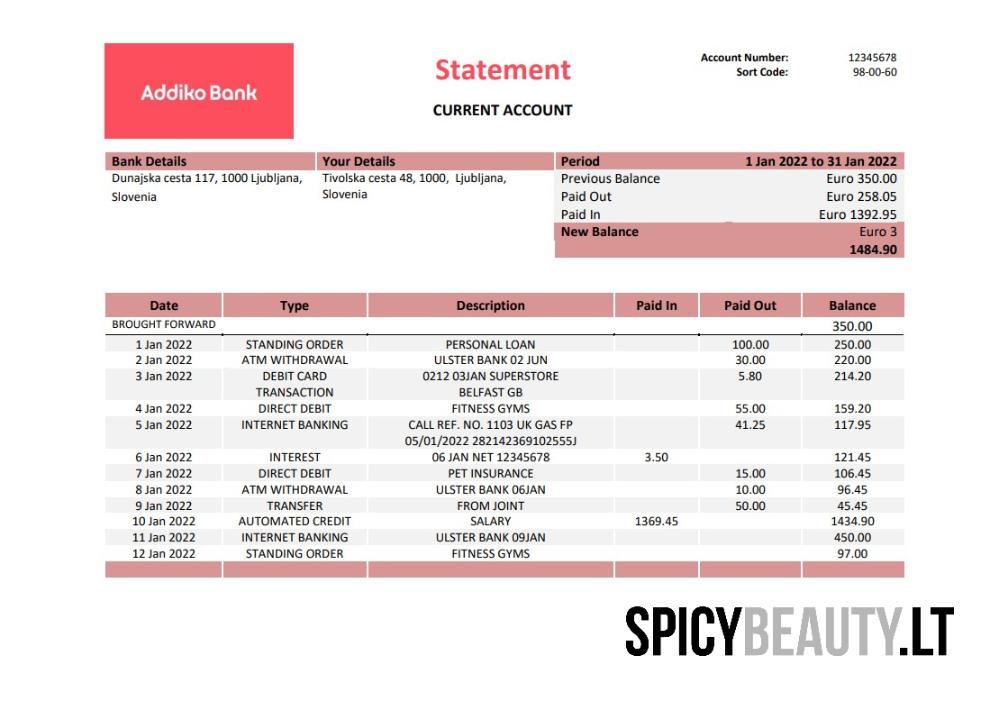 Addiko Bank
Statement
CURRENT ACCOUNT
Account Number: 12345678
Sort Code: 98-00-60
Bank Details Your Details Period 1 Jan 2022 to 31 Jan 2022
Dunajska cesta 117, 1000 Ljubljana, Tivolska cesta 48, 1000, Ljubljana, Previous Balance Euro 350.00
Slovenia Slovenia Paid Out Euro 258.05
Paid In Euro 1392.95
New Balance Euro 3
1484.90
Date Type Description Paid In Paid Out Balance
BROUGHT FORWARD 350.00
1 Jan 2022 STANDING ORDER PERSONAL LOAN 100.00 250.00
2 Jan 2022 ATM WITHDRAWAL ULSTER BANK 02 JUN 30.00 220.00
3 Jan 2022 DEBIT CARD 0212 03JAN SUPERSTORE 5.80 214.20
TRANSACTION BELFAST GB
4 Jan 2022 DIRECT DEBIT FITNESS GYMS 55.00 159.20
5 Jan 2022 INTERNET BANKING CALL REF. NO. 1103 UK GAS FP 41.25 117.95
05/01/2022 282142369102555J
6 Jan 2022 INTEREST 06 JAN NET 12345678 3.50 121.45
7 Jan 2022 DIRECT DEBIT PET INSURANCE 15.00 106.45
8 Jan 2022 ATM WITHDRAWAL ULSTER BANK 06JAN 10.00 96.45
9 Jan 2022 TRANSFER FROM JOINT 50.00 45.45
10 Jan 2022 AUTOMATED CREDIT SALARY 1369.45 1434.90
11 Jan 2022 INTERNET BANKING ULSTER BANK 09JAN 450.00
12 Jan 2022 STANDING ORDER FITNESS GYMS 97.00
SPICYBEAUTY.LT